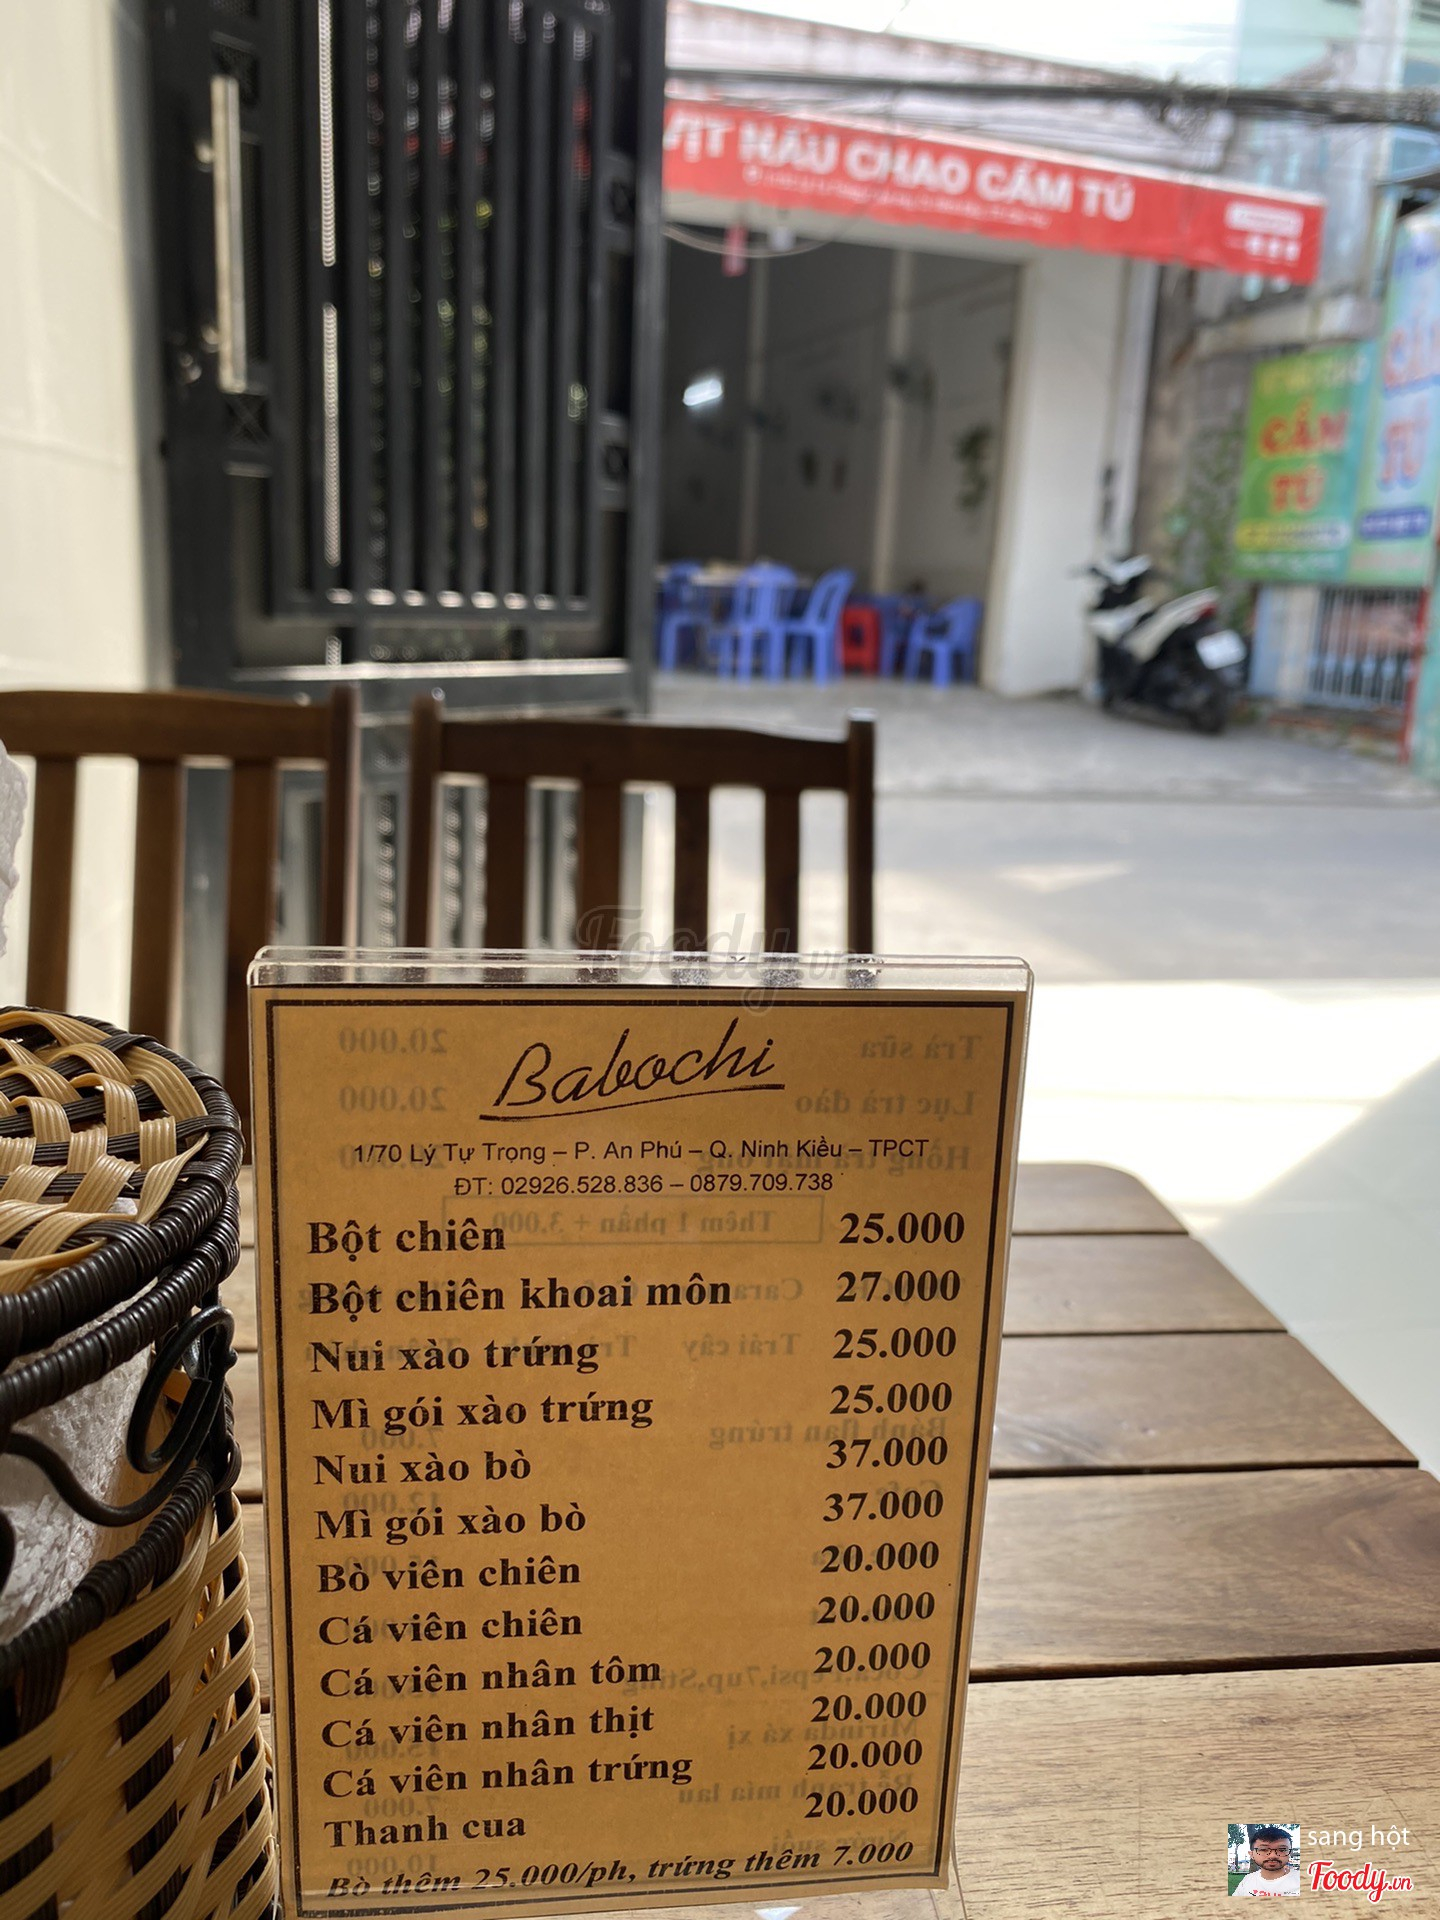 VỊT NẤU CHAO CẨM TÚ
CẨM
TÚ
Foody.vn
Babochi
1/70 Lý Tự Trọng – P. An Phú – Q. Ninh Kiều – TPCT
ĐT: 02926.528.836 – 0879.709.738
Bột chiên 25.000
Bột chiên khoai môn 27.000
Nui xào trứng 25.000
Mì gói xào trứng 25.000
Nui xào bò 37.000
Mì gói xào bò 37.000
Bò viên chiên 20.000
Cá viên chiên 20.000
Cá viên nhân tôm 20.000
Cá viên nhân thịt 20.000
Cá viên nhân trứng 20.000
Thanh cua 20.000
Bò thêm 25.000/ph, trứng thêm 7.000
sang hột
Foody.vn